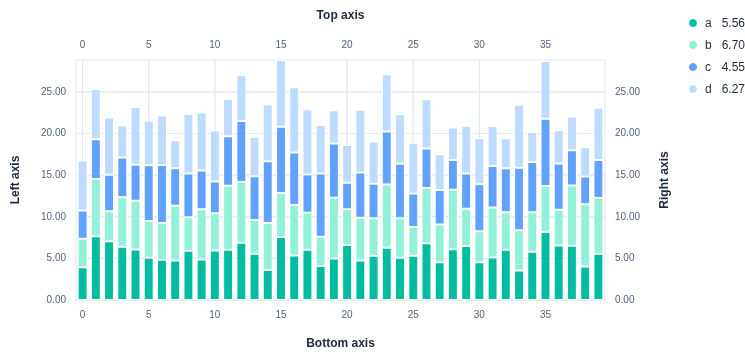 Top axis
0 5 10 15 20 25 30 35
a 5.56
b 6.70
c 4.55
d 6.27
25.00 25.00
20.00 20.00
15.00 15.00
10.00 10.00
5.00 5.00
0.00 0.00
Left axis
Right axis
0 5 10 15 20 25 30 35
Bottom axis